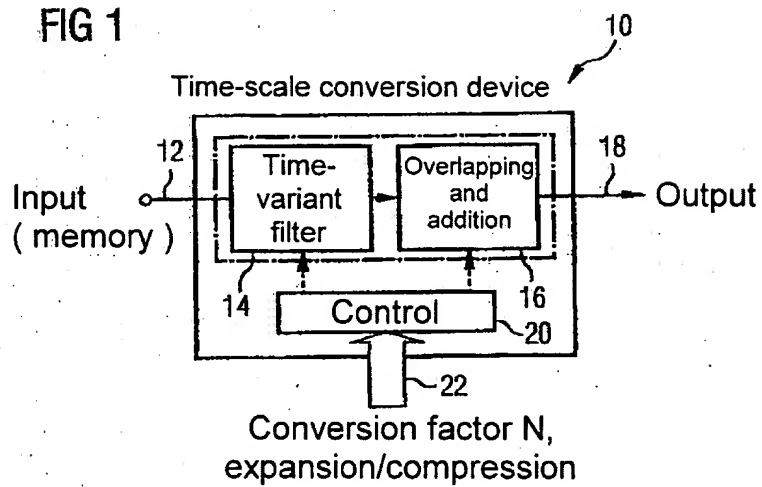 FIG 1
10
Time-scale conversion device
12
18
Input
( memory )
Time-
variant
filter
Overlapping
and
addition
Output
14
16
Control
20
22
Conversion factor N,
expansion/compression